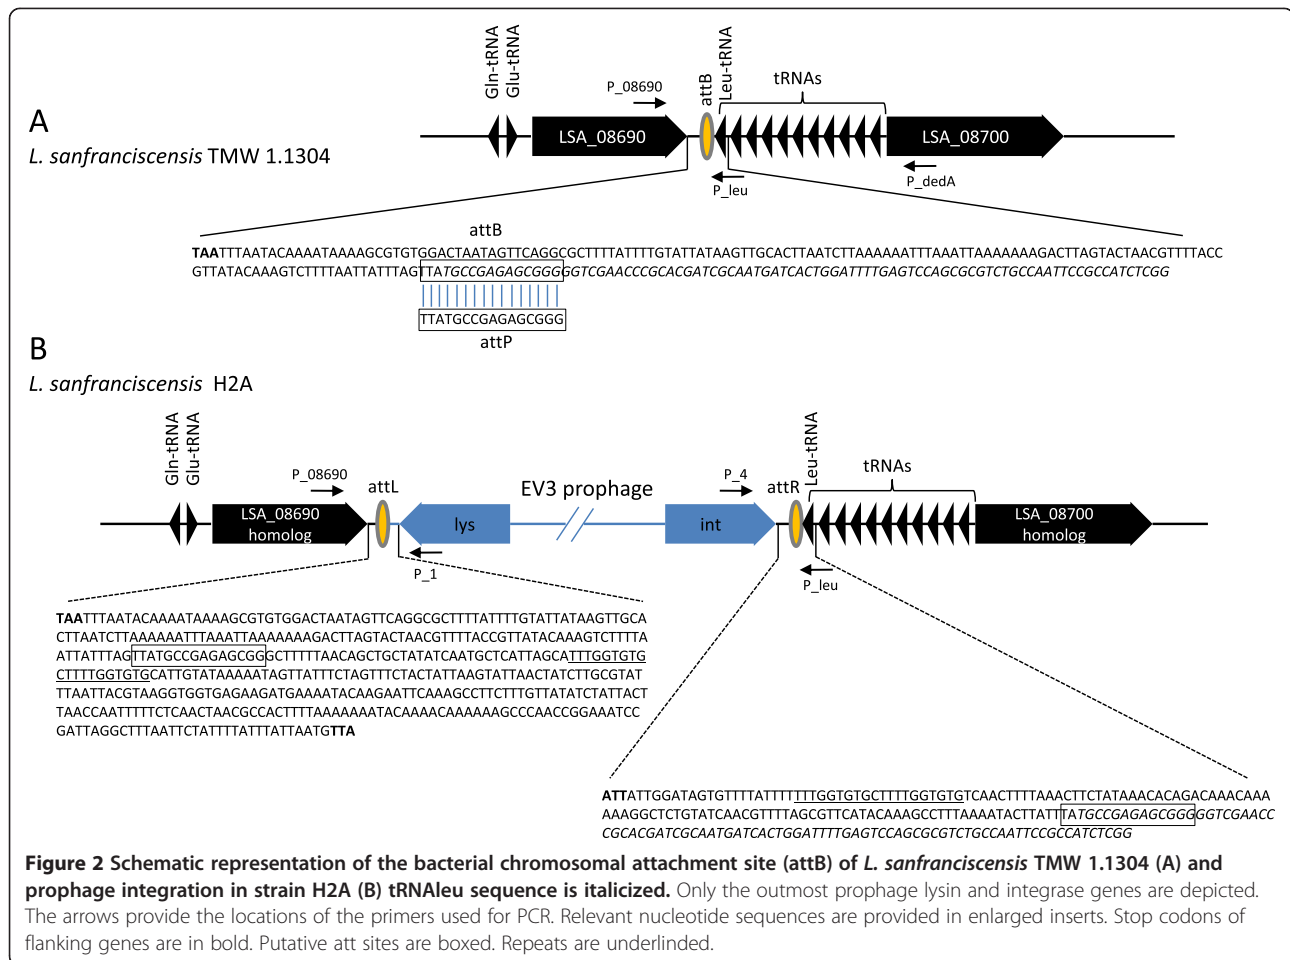 Gln-tRNA
Glu-tRNA
P_08690
attB
Leu-tRNA
tRNAs
A
LSA_08690
LSA_08700
L. sanfranciscensis TMW 1.1304
P_leu
P_dedA
attB
TAATTTAATACAAAATAAAAGCGTGTGGACTAATAGTTCAGGCGCTTTTATTTTGTATTATAAGTTGCACTTAATCTTAAAAAATTTAAATTAAAAAAAGACTTAGTACTAACGTTTTACC
GTTATACAAAGTCTTTTAATTATTTAGTTATGCCGAGAGCGGGGGTCGAACCCGCACGATCGCAATGATCACTGGATTTTGAGTCCAGCGCGTCTGCCAATTCCGCCATCTCGG
TTATGCCGAGAGCGGG
attP
B
L. sanfranciscensis H2A
Gln-tRNA
Glu-tRNA
P_08690
attL
EV3 prophage
P_4
attR
Leu-tRNA
tRNAs
LSA_08690
homolog
lys
int
LSA_08700
homolog
P_1
P_leu
TAATTTAATACAAAATAAAAGCGTGTGGACTAATAGTTCAGGCGCTTTTATTTTGTATTATAAGTTGCA
CTTAATCTTAAAAAATTTAAATTAAAAAAAGACTTAGTACTAACGTTTTACCGTTATACAAAGTCTTTTA
ATTATTTAGTTATGCCGAGAGCGGGCTTTTTAACAGCTGCTATATCAATGCTCATTAGCATTTGGTGTG
CTTTTGGTGTGCATTGTATAAAAATAGTTATTTCTAGTTTCTACTATTAAGTATTAACTATCTTGCGTAT
TTAATTACGTAAGGTGGTGAGAAGATGAAAATACAAGAATTCAAAGCCTTCTTTGTTATATCTATTACT
TAACCAATTTTTCTCAACTAACGCCACTTTTAAAAAAATACAAAACAAAAAAGCCCAACCGGAAATCC
GATTAGGCTTTAATTCTATTTTATTTATTAATGTTA
ATTATTGGATAGTGTTTTATTTTTTTGGTGTGCTTTTGGTGTGTCAACTTTTAAACTTCTATAAACACAGACAAACAAA
AAAGGCTCTGTATCAACGTTTTAGCGTTCATACAAAGCCTTTAAAATACTTATTTATGCCGAGAGCGGGGGTCGAACC
CGCACGATCGCAATGATCACTGGATTTTGAGTCCAGCGCGTCTGCCAATTCCGCCATCTCGG
Figure 2 Schematic representation of the bacterial chromosomal attachment site (attB) of L. sanfranciscensis TMW 1.1304 (A) and
prophage integration in strain H2A (B) tRNAleu sequence is italicized. Only the outmost prophage lysin and integrase genes are depicted.
The arrows provide the locations of the primers used for PCR. Relevant nucleotide sequences are provided in enlarged inserts. Stop codons of
flanking genes are in bold. Putative att sites are boxed. Repeats are underlinded.